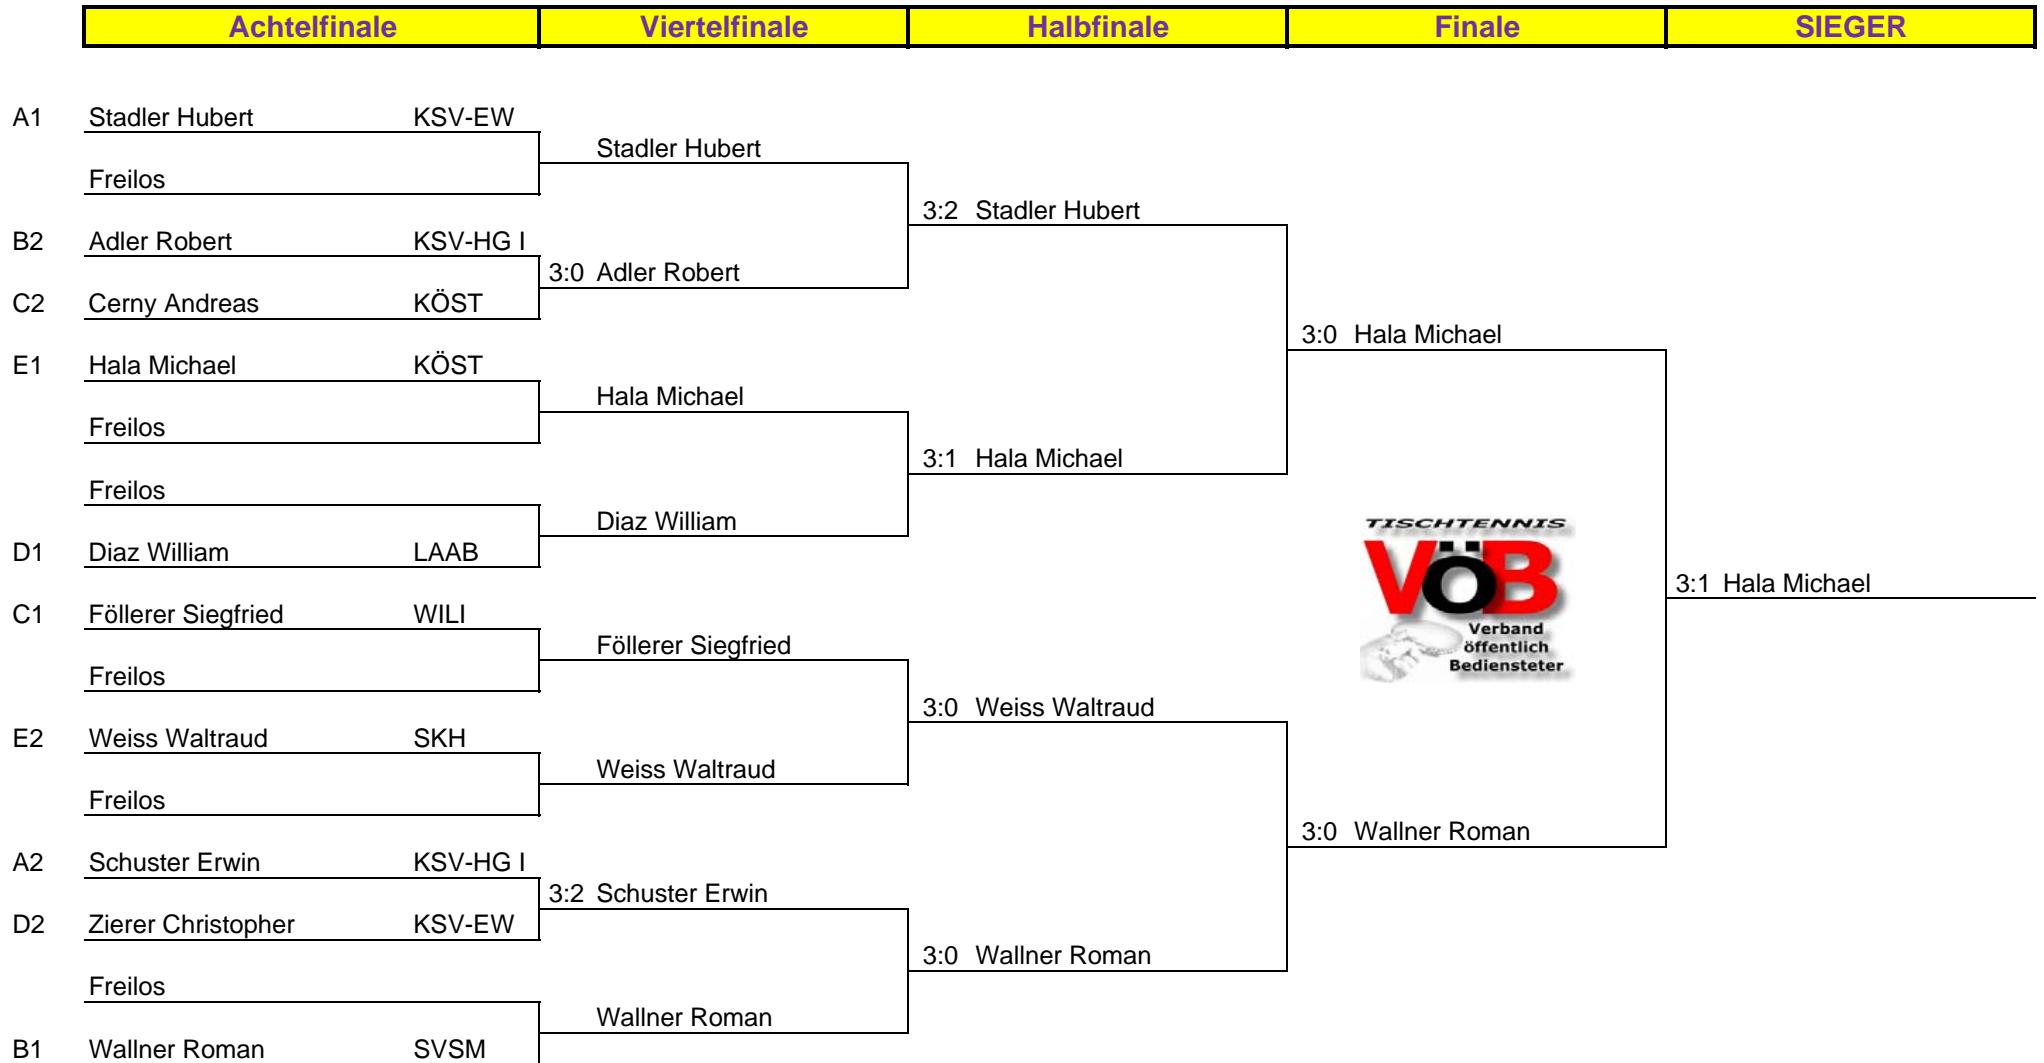 Achtelfinale Viertelfinale Halbfinale Finale SIEGER
A1 Stadler Hubert KSV-EW
Stadler Hubert
Freilos
3:2 Stadler Hubert
B2 Adler Robert KSV-HG I
3:0 Adler Robert
C2 Cerny Andreas KÖST
3:0 Hala Michael
E1 Hala Michael KÖST
Hala Michael
Freilos
3:1 Hala Michael
Freilos
Diaz William
TISCHTENNIS
D1 Diaz William LAAB
VÖB
3:1 Hala Michael
C1 Föllerer Siegfried WILI
Verband
Föllerer Siegfried
öffentlich
Bediensteter
Freilos
3:0 Weiss Waltraud
E2 Weiss Waltraud SKH
Weiss Waltraud
Freilos
3:0 Wallner Roman
A2 Schuster Erwin KSV-HG I
3:2 Schuster Erwin
D2 Zierer Christopher KSV-EW
3:0 Wallner Roman
Freilos
Wallner Roman
B1 Wallner Roman SVSM